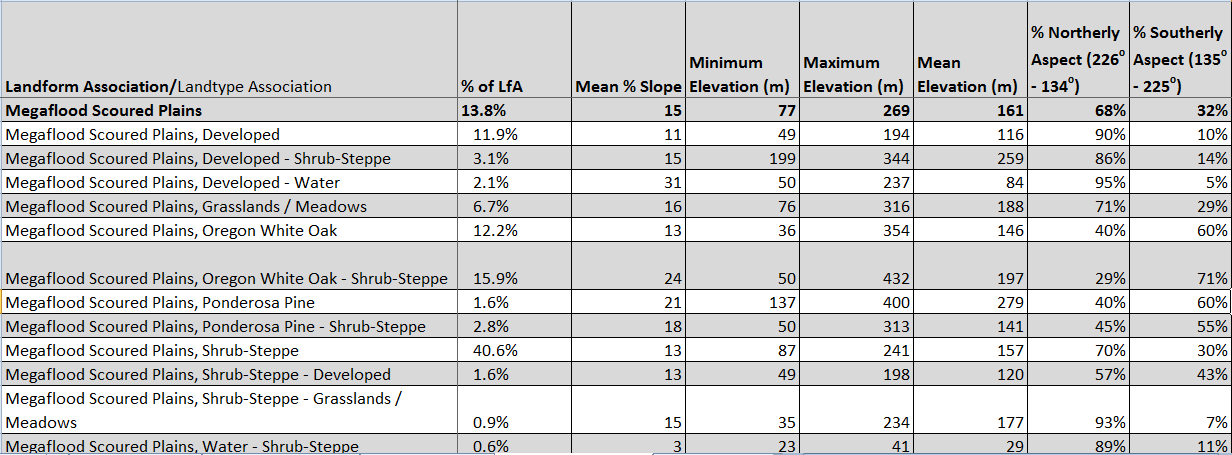 Landform Association/Landtype Association % of LfA Mean % Slope Minimum Elevation (m) Maximum Elevation (m) Mean Elevation (m) % Northerly Aspect (226° - 134°) % Southerly Aspect (135° - 225°)
Megaflood Scoured Plains 13.8% 15 77 269 161 68% 32%
Megaflood Scoured Plains, Developed 11.9% 11 49 194 116 90% 10%
Megaflood Scoured Plains, Developed - Shrub-Steppe 3.1% 15 199 344 259 86% 14%
Megaflood Scoured Plains, Developed - Water 2.1% 31 50 237 84 95% 5%
Megaflood Scoured Plains, Grasslands / Meadows 6.7% 16 76 316 188 71% 29%
Megaflood Scoured Plains, Oregon White Oak 12.2% 13 36 354 146 40% 60%
Megaflood Scoured Plains, Oregon White Oak - Shrub-Steppe 15.9% 24 50 432 197 29% 71%
Megaflood Scoured Plains, Ponderosa Pine 1.6% 21 137 400 279 40% 60%
Megaflood Scoured Plains, Ponderosa Pine - Shrub-Steppe 2.8% 18 50 313 141 45% 55%
Megaflood Scoured Plains, Shrub-Steppe 40.6% 13 87 241 157 70% 30%
Megaflood Scoured Plains, Shrub-Steppe - Developed 1.6% 13 49 198 120 57% 43%
Megaflood Scoured Plains, Shrub-Steppe - Grasslands /
Meadows 0.9% 15 35 234 177 93% 7%
Megaflood Scoured Plains, Water - Shrub-Steppe 0.6% 3 23 41 29 89% 11%